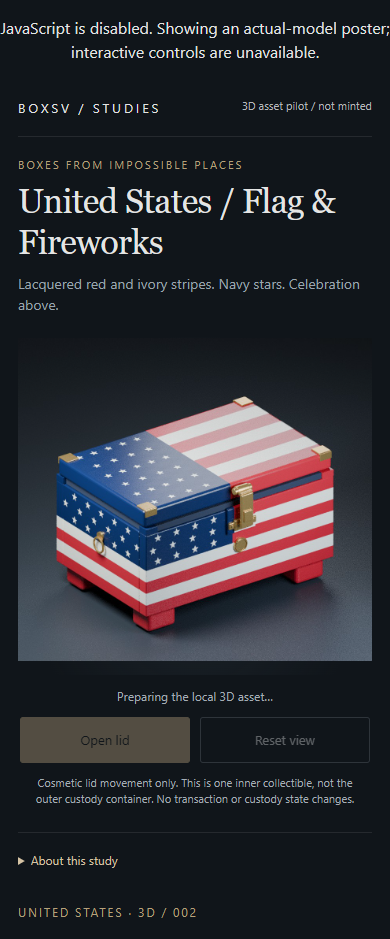 JavaScript is disabled. Showing an actual-model poster;
interactive controls are unavailable.
BOXSV / STUDIES
3D asset pilot / not minted
BOXES FROM IMPOSSIBLE PLACES
United States / Flag &
Fireworks
Lacquered red and ivory stripes. Navy stars. Celebration
above.
Preparing the local 3D asset...
Open lid
Reset view
Cosmetic lid movement only. This is one inner collectible, not the
outer custody container. No transaction or custody state changes.
▶ About this study
UNITED STATES · 3D / 002